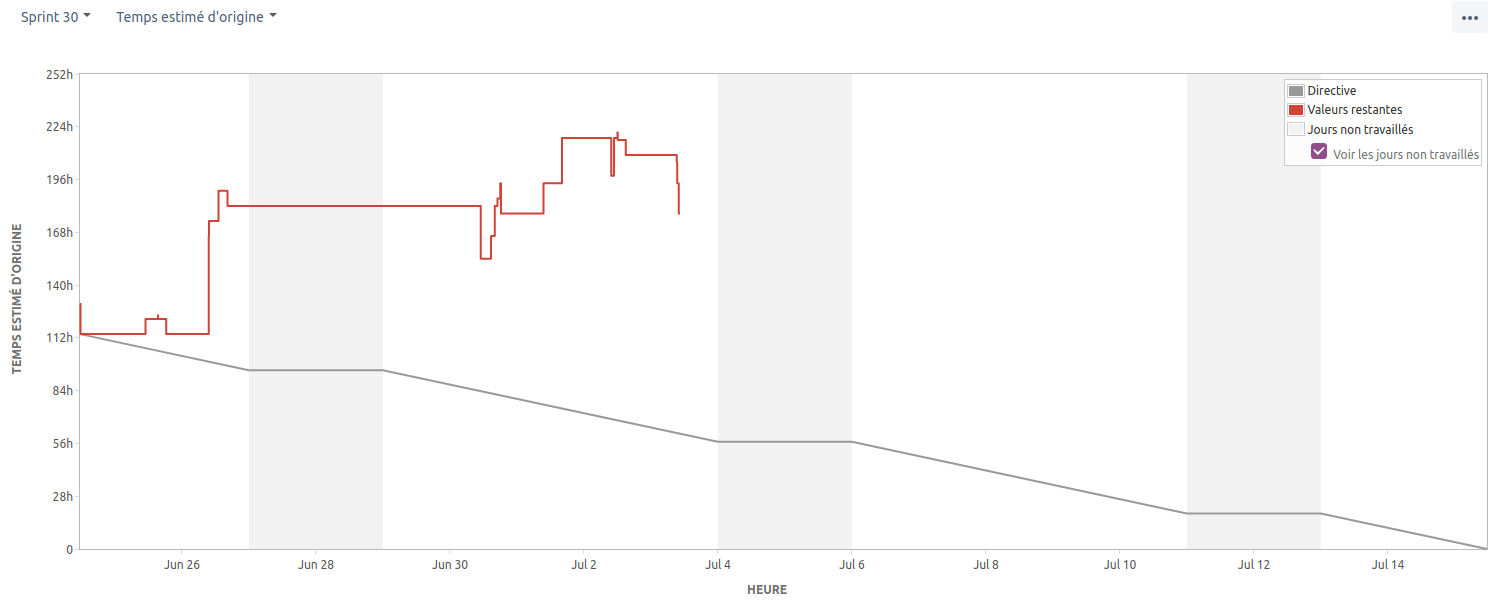 Sprint 30 Temps estimé d'origine
252h
224h
196h
168h
140h
112h
84h
56h
28h
0
TEMPS ESTIMÉ D'ORIGINE
Directive
Valeurs restantes
Jours non travaillés
Voir les jours non travaillés
Jun 26 Jun 28 Jun 30 Jul 2 Jul 4 Jul 6 Jul 8 Jul 10 Jul 12 Jul 14
HEURE